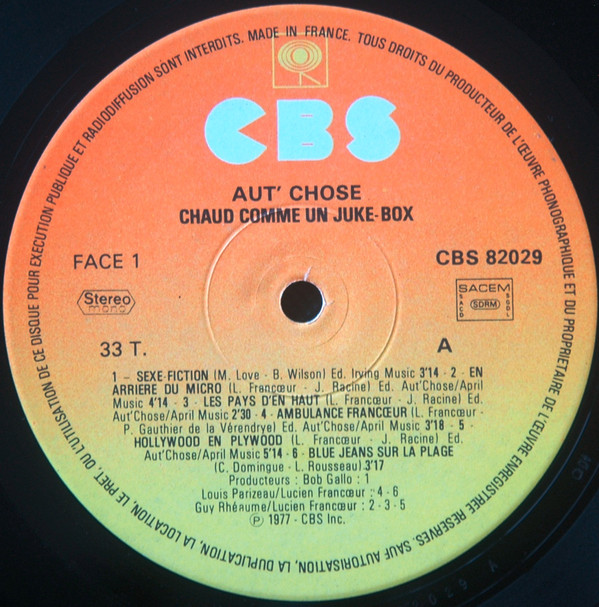 MADE IN FRANCE. TOUS DROITS DU PRODUCTEUR DE L'ŒUVRE PHONOGRAPHIQUE ET DU PROPRIETAIRE DE L'ŒUVRE ENREGISTREE RESERVES. SAUF AUTORISATION, LA DUPLICATION, LA LOCATION, LE PRET, OU L'UTILISATION DE CE DISQUE POUR EXECUTION PUBLIQUE ET RADIODIFFUSION SONT INTERDITS.
CBS
AUT' CHOSE
CHAUD COMME UN JUKE-BOX
FACE 1
CBS 82029
Stereo
mono
SACEM
SACD
SDRM
SGDL
33 T.
A
1 - SEXE-FICTION (M. Love - B. Wilson) Ed. Irving Music 3'14 - 2 - EN
ARRIERE DU MICRO (L. Francœur - J. Racine) Ed. Aut'Chose/April
Music 4'14 - 3 - LES PAYS D'EN HAUT (L. Francœur - J. Racine) Ed.
Aut'Chose/April Music 2'30 - 4 - AMBULANCE FRANCŒUR (L. Francœur -
P. Gauthier de la Vérendrye) Ed. Aut'Chose/April Music 3'18 - 5 -
HOLLYWOOD EN PLYWOOD (L. Francœur - J. Racine) Ed.
Aut'Chose/April Music 5'14 - 6 - BLUE JEANS SUR LA PLAGE
(C. Domingue - L. Rousseau) 3'17
Producteurs : Bob Gallo : 1
Louis Parizeau/Lucien Francœur : 4 - 6
Guy Rhéaume/Lucien Francœur : 2 - 3 - 5
℗ 1977 - CBS Inc.